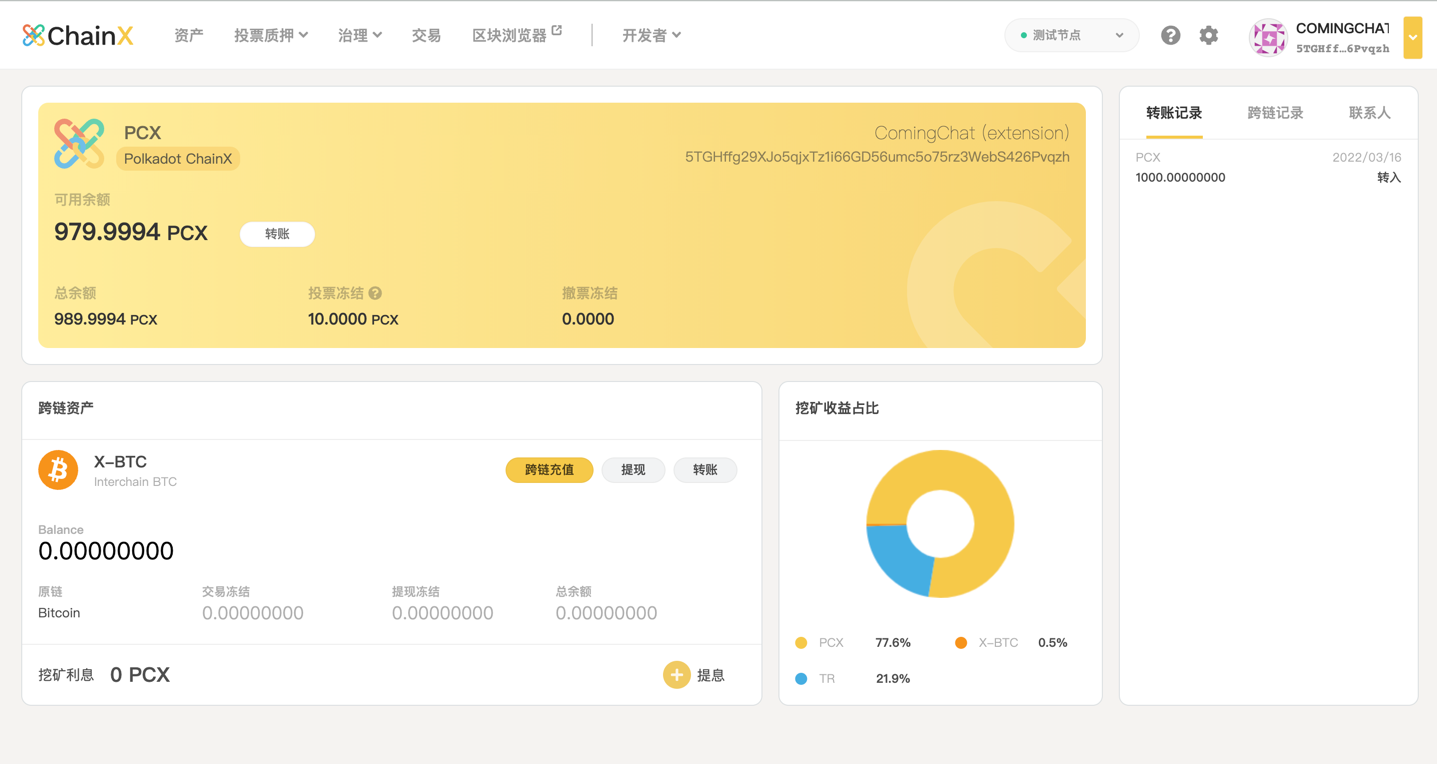 ChainX
资产
投票质押
治理
交易
区块浏览器
开发者
测试节点
COMINGCHAT
5TGHff…6Pvqzh
PCX
Polkadot ChainX
ComingChat (extension)
5TGHffg29XJo5qjxTz1i66GD56umc5o75rz3WebS426Pvqzh
可用余额
979.9994 PCX
转账
总余额
投票冻结
撤票冻结
989.9994 PCX
10.0000 PCX
0.0000
转账记录
跨链记录
联系人
PCX
2022/03/16
1000.00000000
转入
跨链资产
X-BTC
Interchain BTC
跨链充值
提现
转账
Balance
0.00000000
原链
交易冻结
提现冻结
总余额
Bitcoin
0.00000000
0.00000000
0.00000000
挖矿利息 0 PCX
提息
挖矿收益占比
PCX 77.6%
X-BTC 0.5%
TR 21.9%